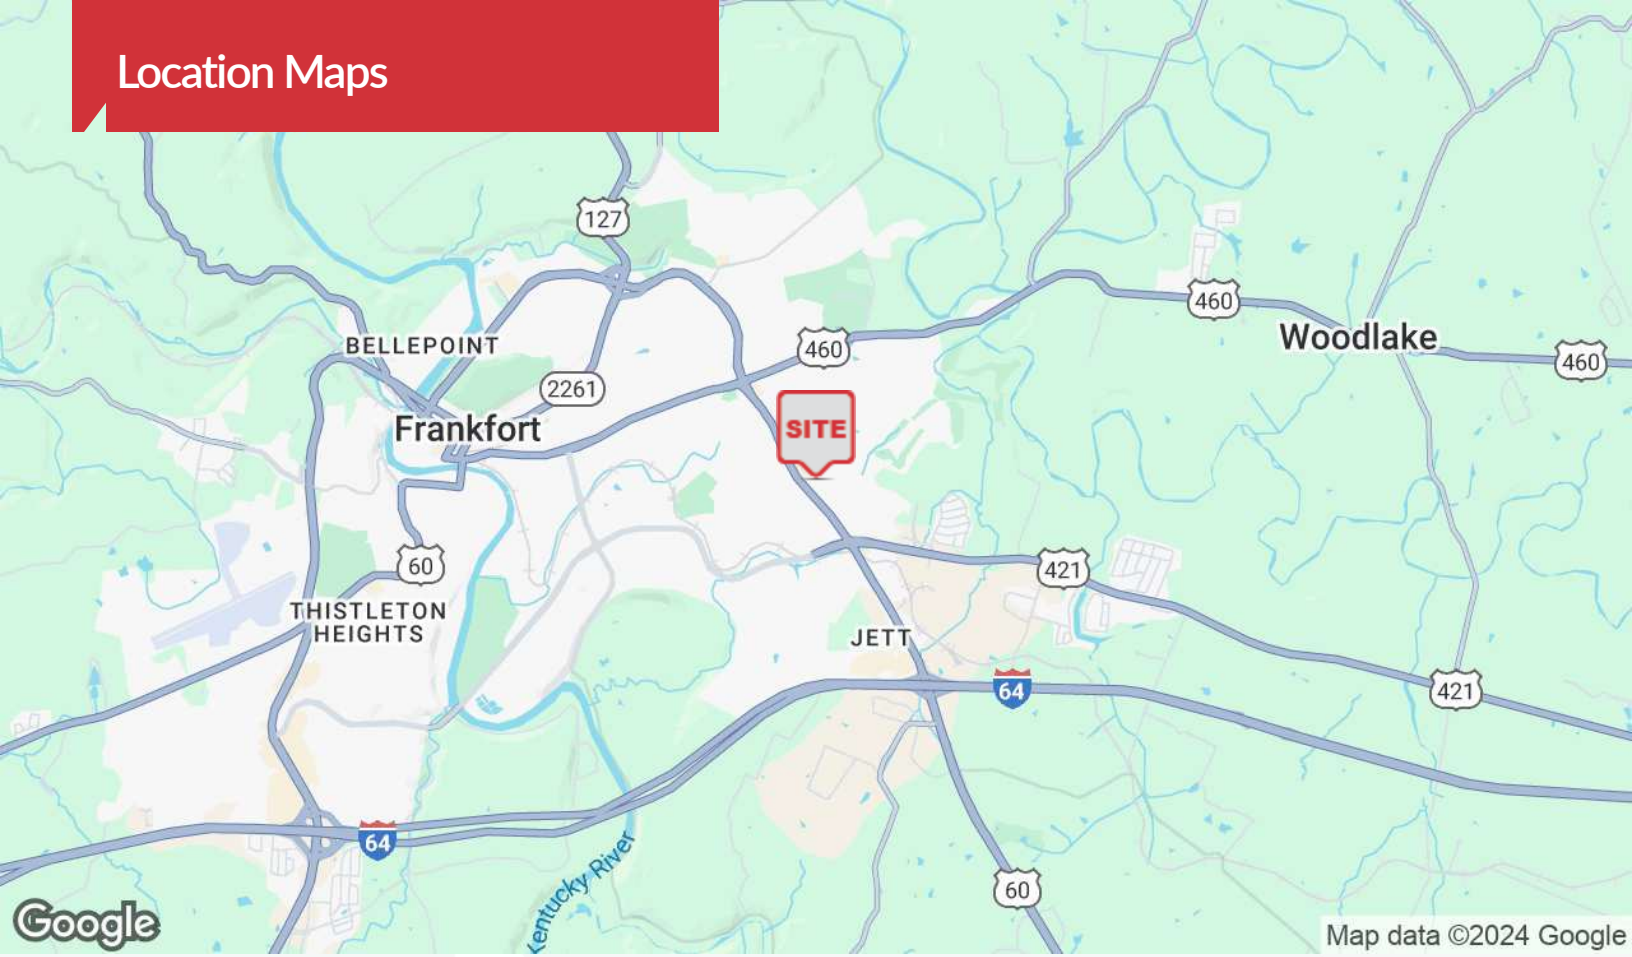 Location Maps
127
460
Woodlake
460
460
BELLEPOINT
2261
Frankfort
SITE
60
421
THISTLETON
HEIGHTS
JETT
64
421
64
60
Kentucky River
Google
Map data ©2024 Google